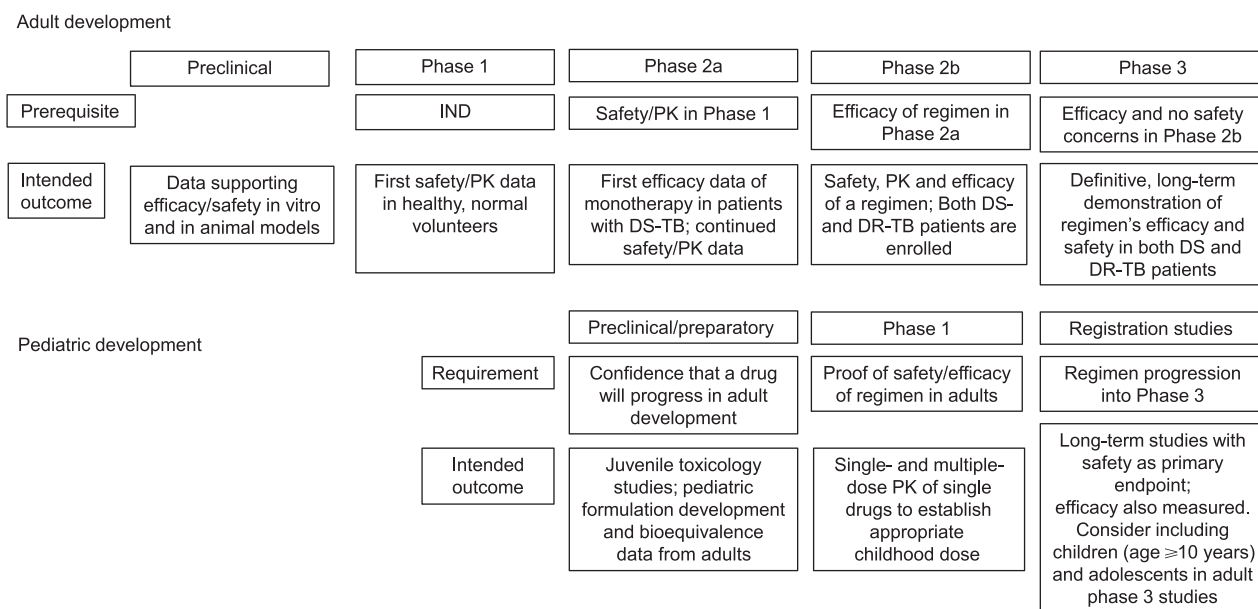 Adult development
Preclinical
Phase 1
Phase 2a
Phase 2b
Phase 3
Prerequisite
IND
Safety/PK in Phase 1
Efficacy of regimen in
Phase 2a
Efficacy and no safety
concerns in Phase 2b
Intended
outcome
Data supporting
efficacy/safety in vitro
and in animal models
First safety/PK data
in healthy, normal
volunteers
First efficacy data of
monotherapy in patients
with DS-TB; continued
safety/PK data
Safety, PK and efficacy
of a regimen; Both DS-
and DR-TB patients are
enrolled
Definitive, long-term
demonstration of
regimen's efficacy and
safety in both DS and
DR-TB patients
Pediatric development
Preclinical/preparatory
Phase 1
Registration studies
Requirement
Confidence that a drug
will progress in adult
development
Proof of safety/efficacy
of regimen in adults
Regimen progression
into Phase 3
Intended
outcome
Juvenile toxicology
studies; pediatric
formulation development
and bioequivalence
data from adults
Single- and multiple-
dose PK of single
drugs to establish
appropriate
childhood dose
Long-term studies with
safety as primary
endpoint;
efficacy also measured.
Consider including
children (age ⩾10 years)
and adolescents in adult
phase 3 studies